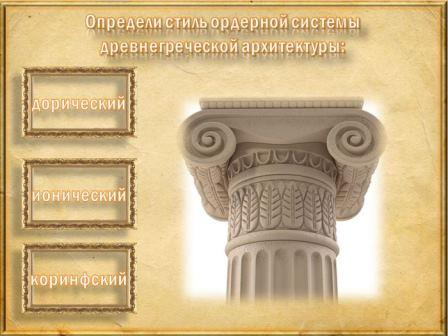 Определи стиль ордерной системы
древнегреческой архитектуры:
дорический
ионический
коринфский